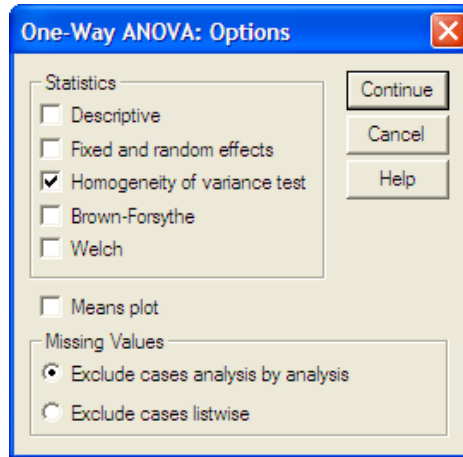 One-Way ANOVA: Options
Statistics
Descriptive
Fixed and random effects
Homogeneity of variance test
Brown-Forsythe
Welch
Continue
Cancel
Help
Means plot
Missing Values
Exclude cases analysis by analysis
Exclude cases listwise